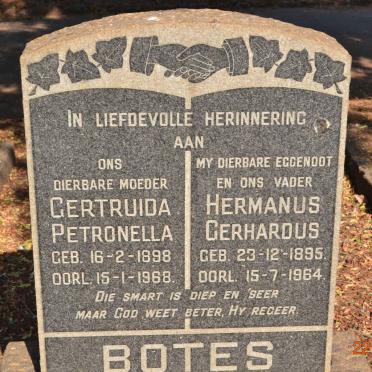 IN LIEFDEVOLLE HERINNERING
AAN
ONS
DIERBARE MOEDER
GERTRUIDA
PETRONELLA
GEB. 16-2-1898
OORL. 15-1-1968.
MY DIERBARE EGGENOOT
EN ONS VADER
HERMANUS
GERHARDUS
GEB. 23-12-1895.
OORL. 15-7-1964.
DIE SMART IS DIEP EN SEER
MAAR GOD WEET BETER, HY REGEER.
BOTES